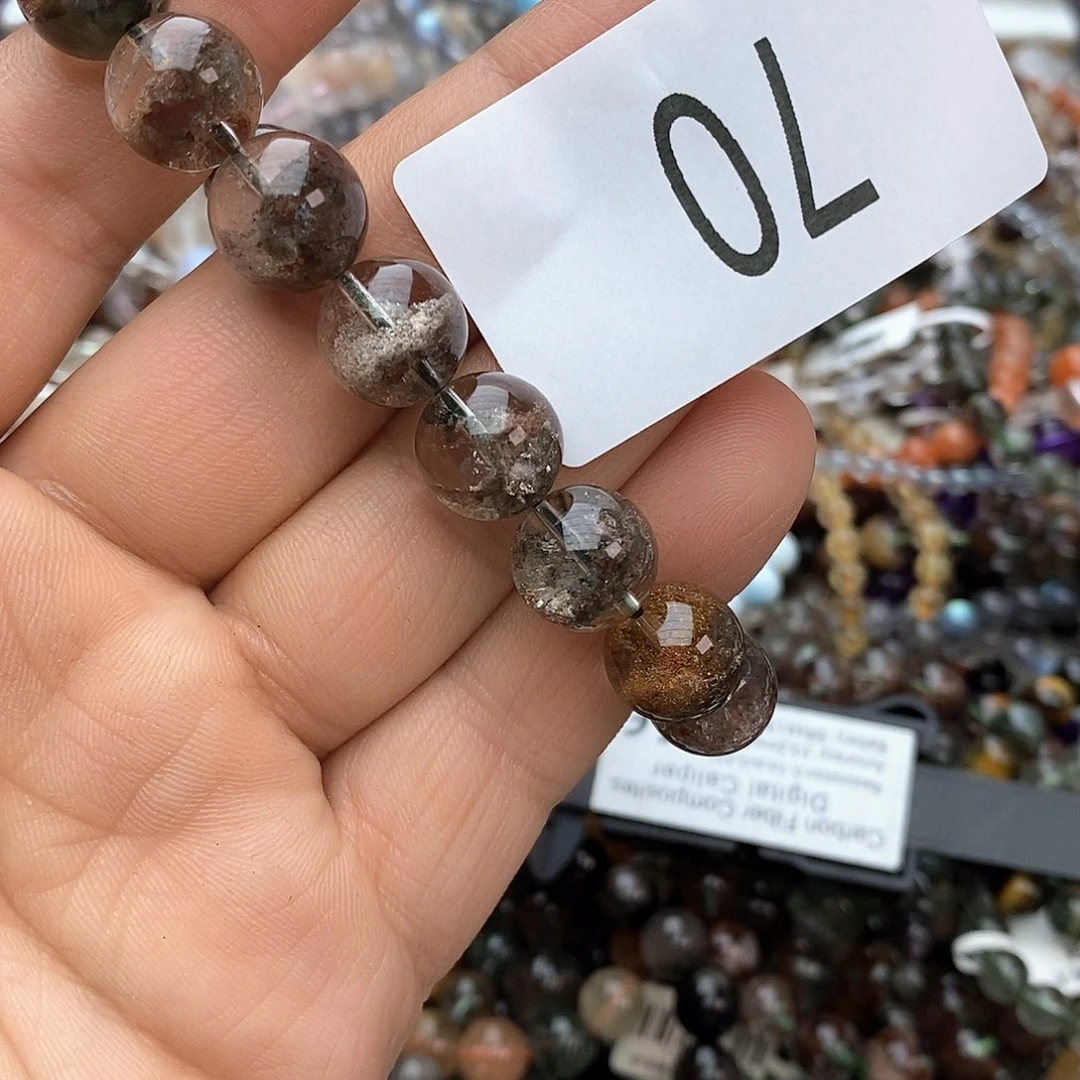 70
Carbon Fiber Composites
Digital Caliper